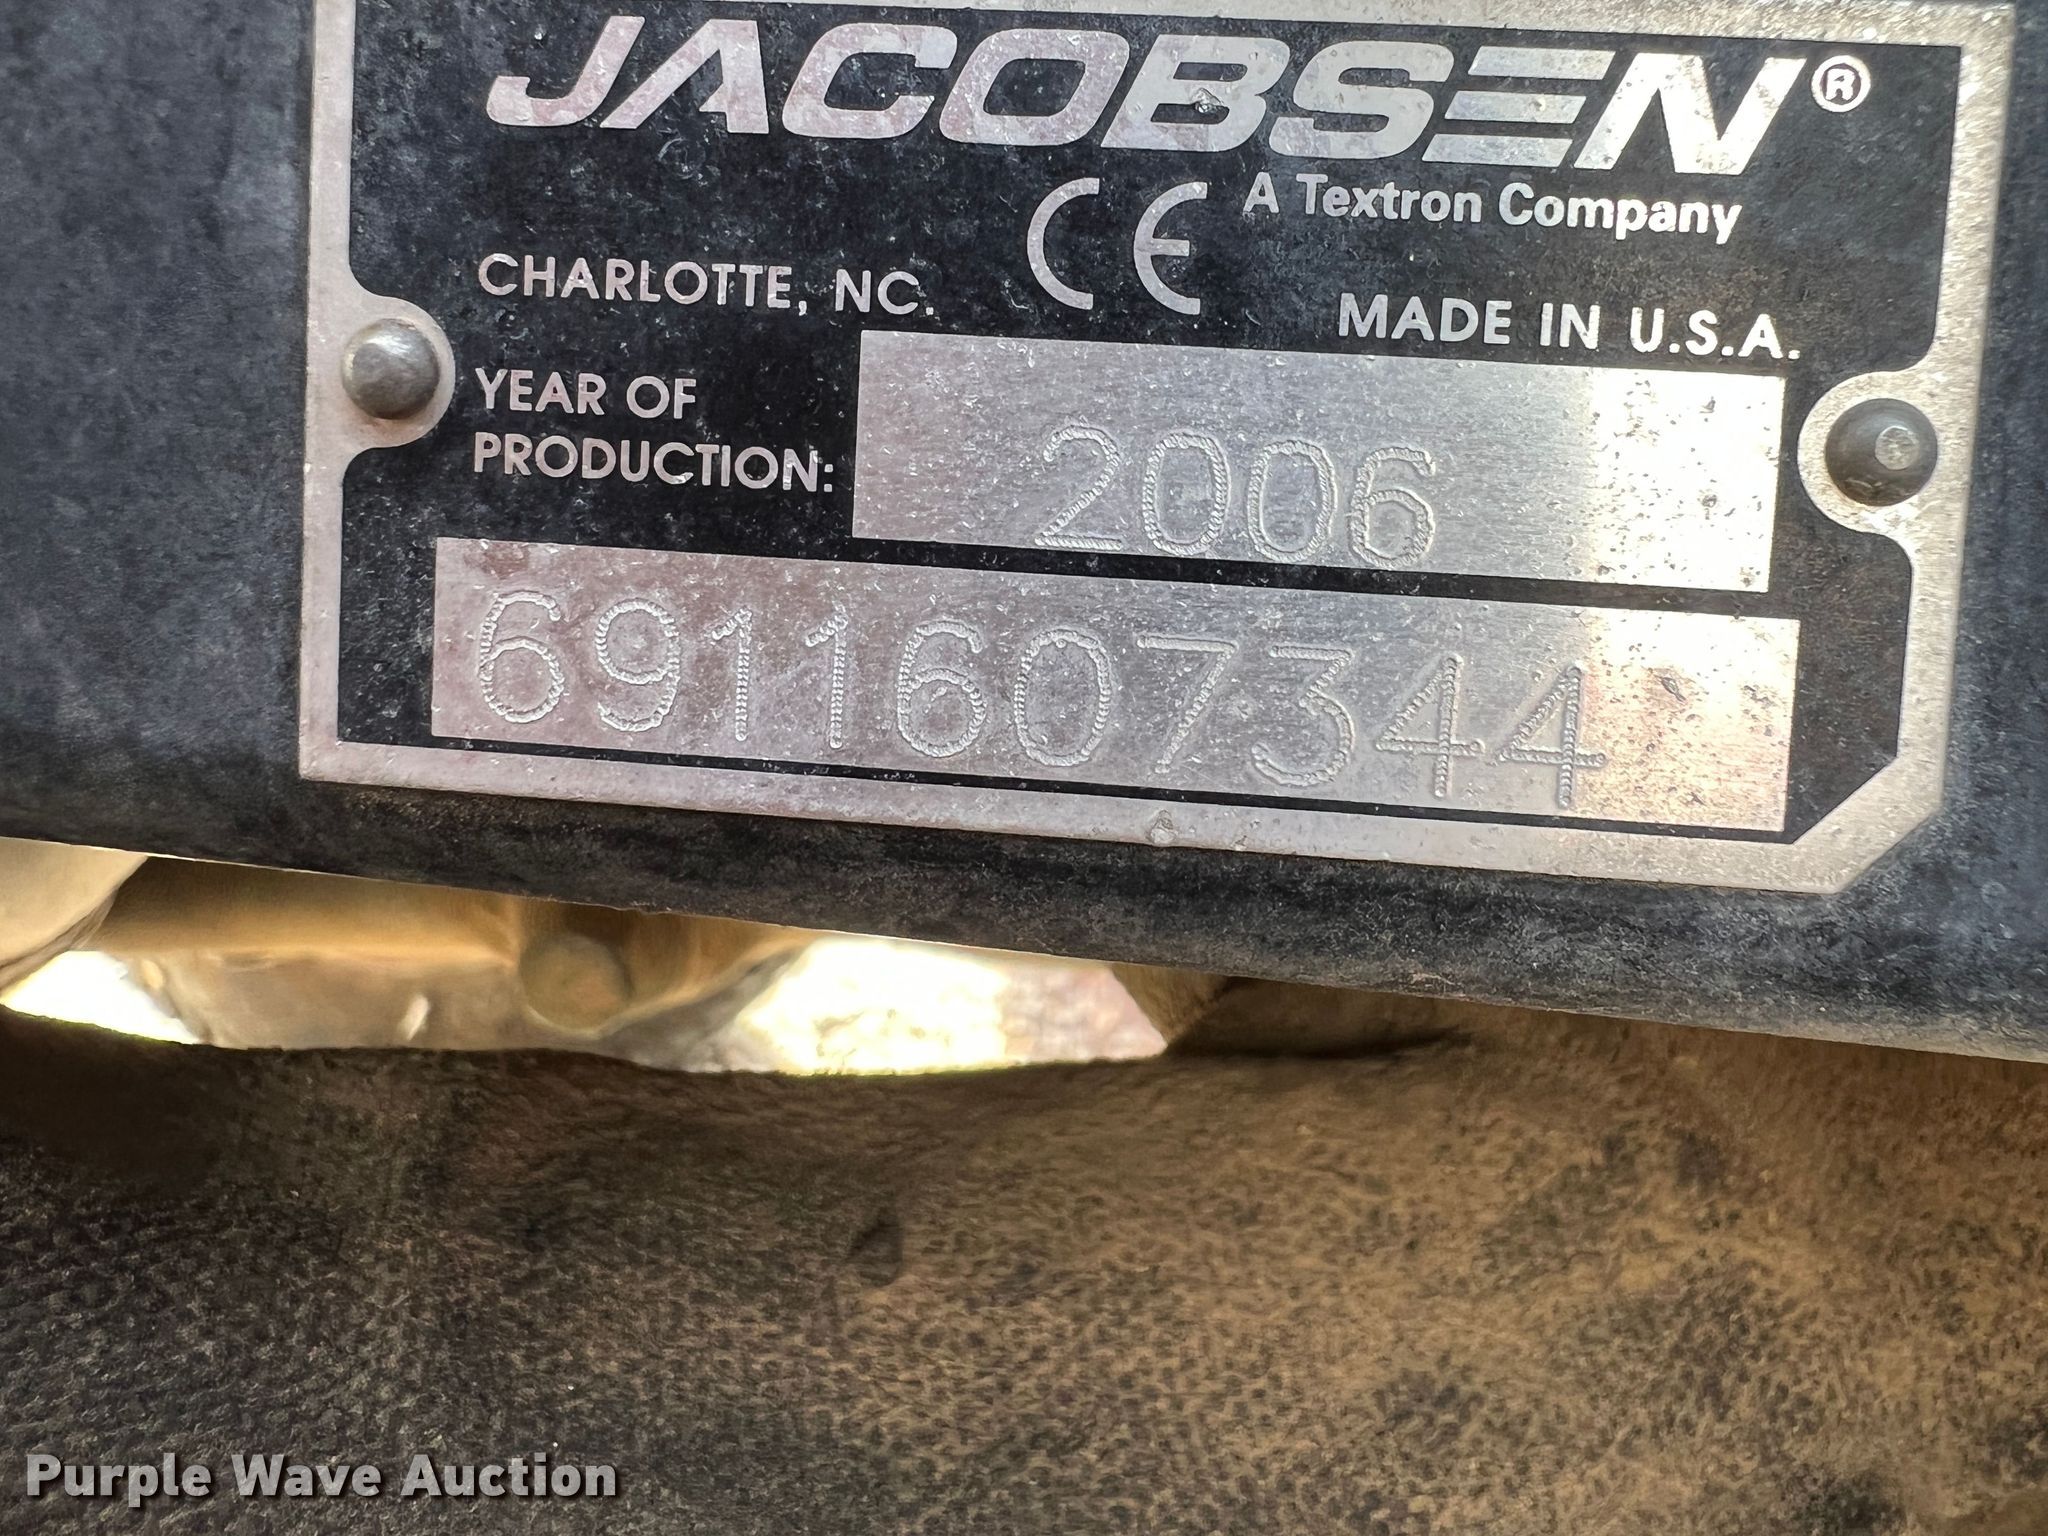 JACOBSEN®
A Textron Company
CE
CHARLOTTE, NC.
MADE IN U.S.A.
YEAR OF
PRODUCTION:
2006
6911607344
Purple Wave Auction